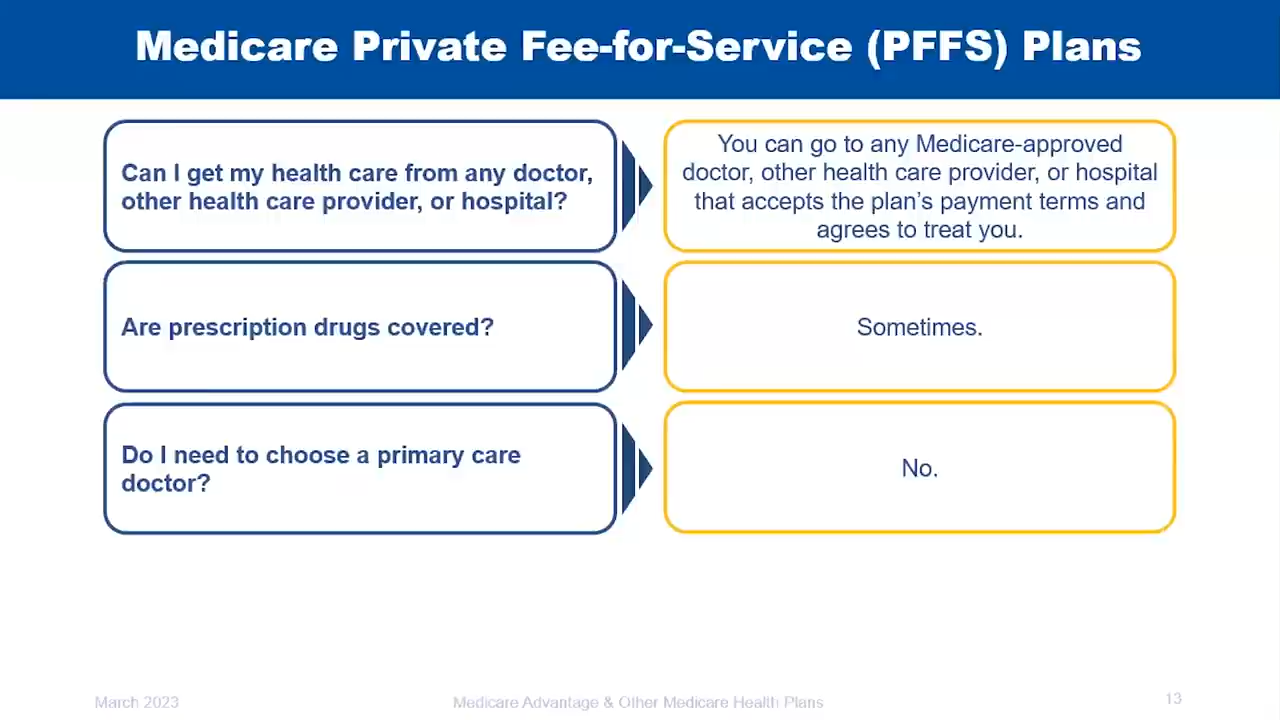 Medicare Private Fee-for-Service (PFFS) Plans
Can I get my health care from any doctor,
other health care provider, or hospital?
You can go to any Medicare-approved
doctor, other health care provider, or hospital
that accepts the plan’s payment terms and
agrees to treat you.
Are prescription drugs covered?
Sometimes.
Do I need to choose a primary care
doctor?
No.
March 2023
Medicare Advantage & Other Medicare Health Plans
13